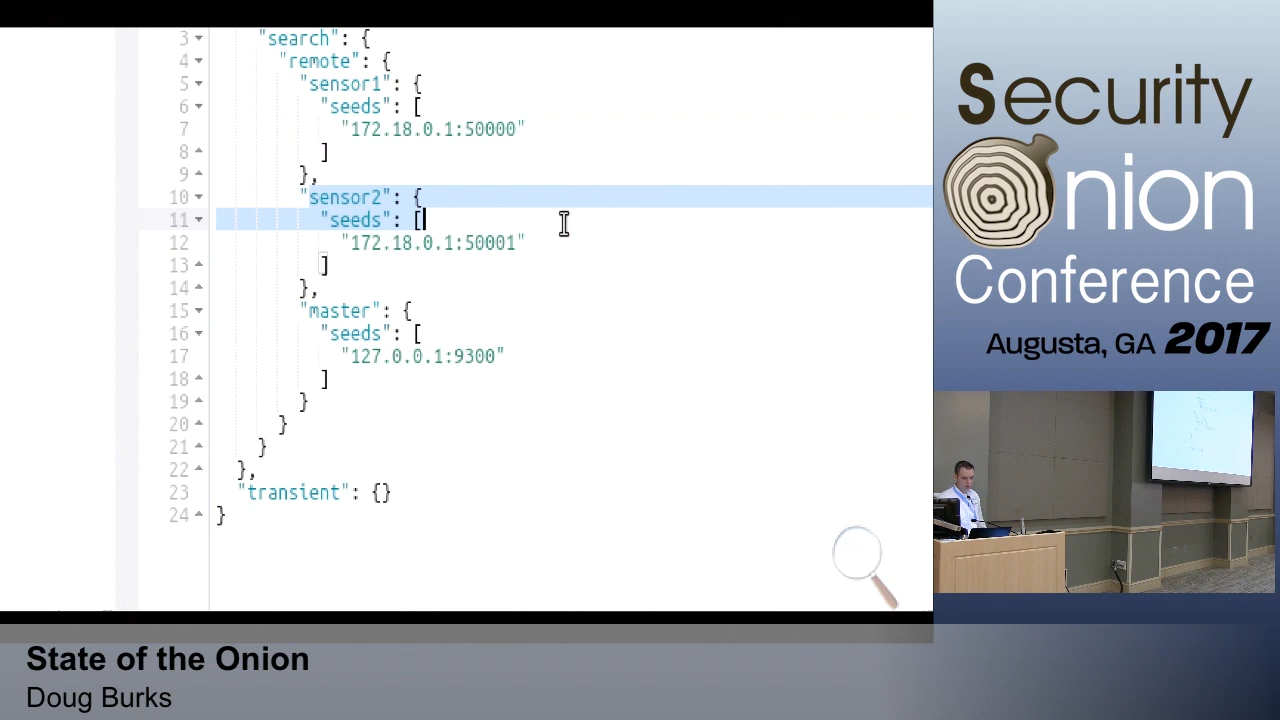 3 "search": {
4 "remote": {
5 "sensor1": {
6 "seeds": [
7 "172.18.0.1:50000"
8 ]
9 },
10 "sensor2": {
11 "seeds": [
12 "172.18.0.1:50001"
13 ]
14 },
15 "master": {
16 "seeds": [
17 "127.0.0.1:9300"
18 ]
19 }
20 }
21 }
22 },
23 "transient": {}
24 }
Security
Onion
Conference
Augusta, GA 2017
State of the Onion
Doug Burks